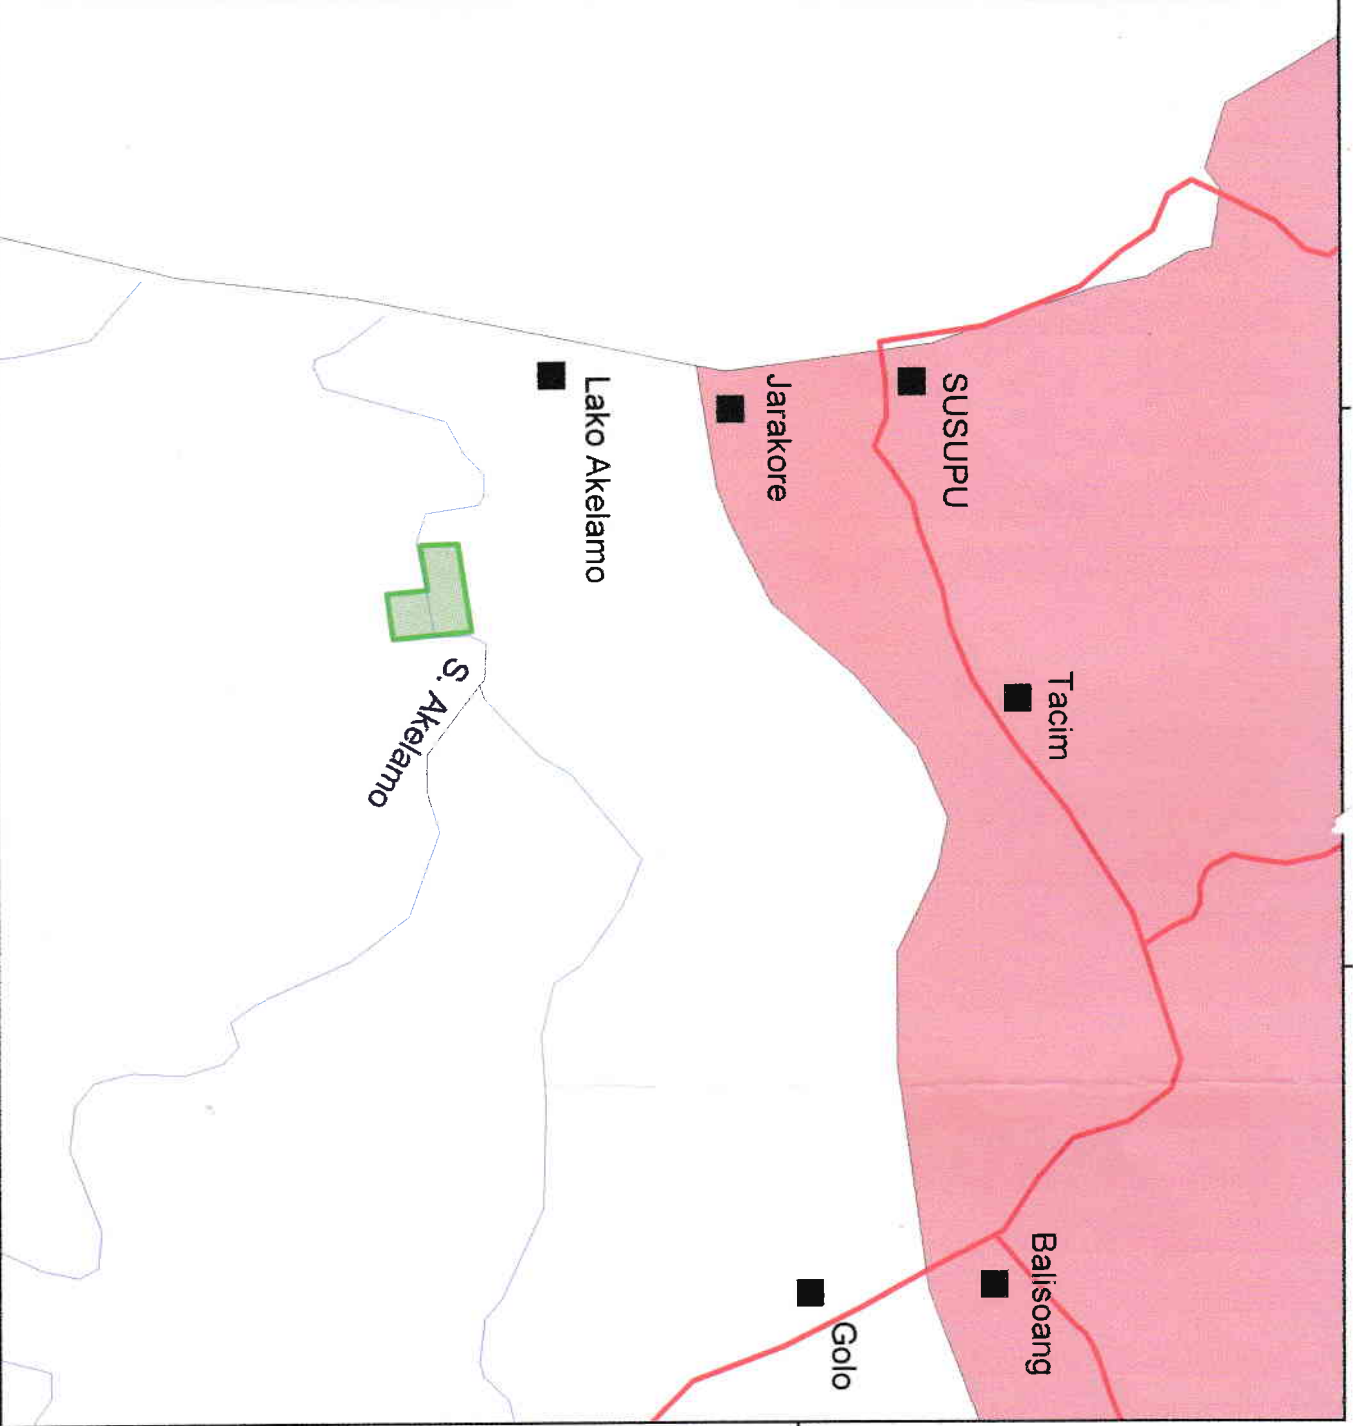 SUSUPU
Tacim
Balisoang
Jarakore
Golo
Lako Akelamo
S. Akelamo